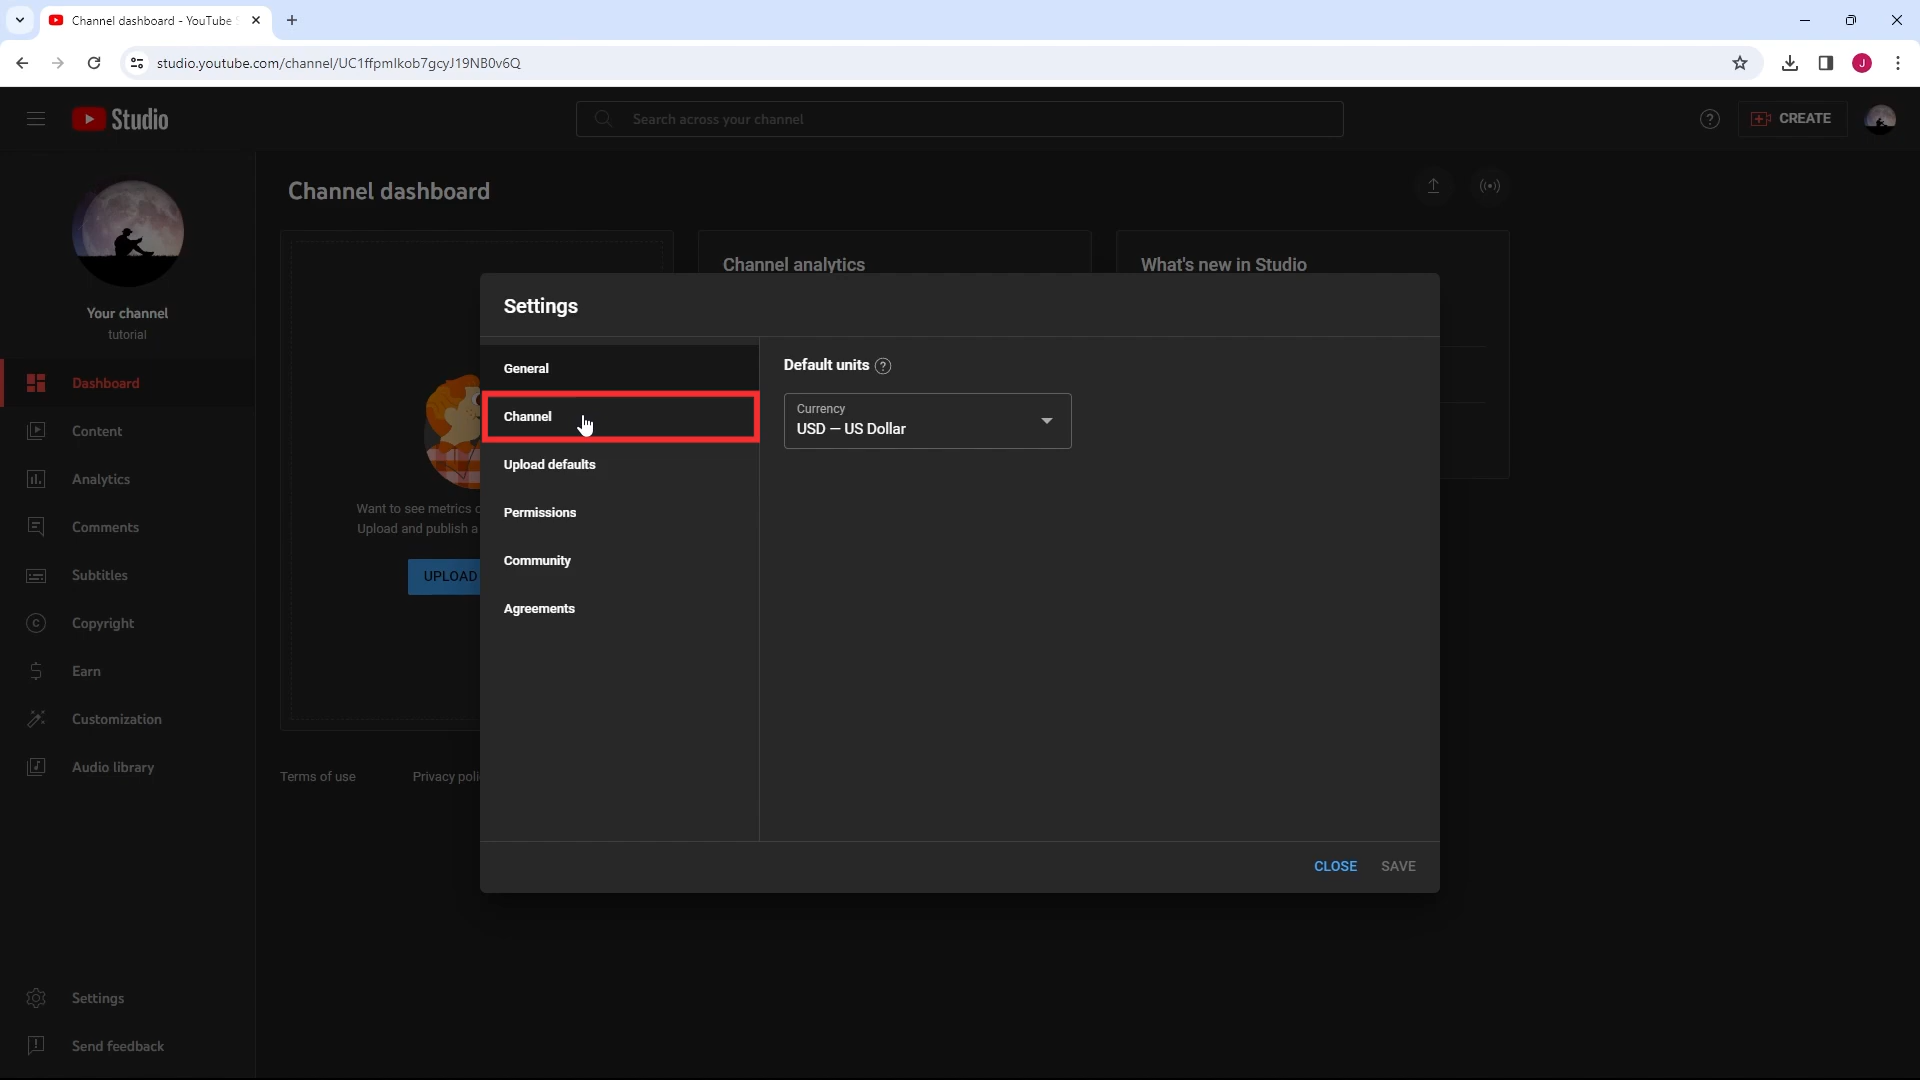 Channel dashboard - YouTube
studio.youtube.com/channel/UC1ffpmlkob7gcyJ19NB0v6Q
J
Studio
Search across your channel
CREATE
Your channel
tutorial
Dashboard
Content
Analytics
Comments
Subtitles
Copyright
Earn
Customization
Audio library
Settings
Send feedback
Channel dashboard
Channel analytics
What's new in Studio
Want to see metrics
Upload and publish a
UPLOAD
Terms of use
Privacy poli
Settings
General
Channel
Upload defaults
Permissions
Community
Agreements
Default units
Currency
USD — US Dollar
CLOSE
SAVE